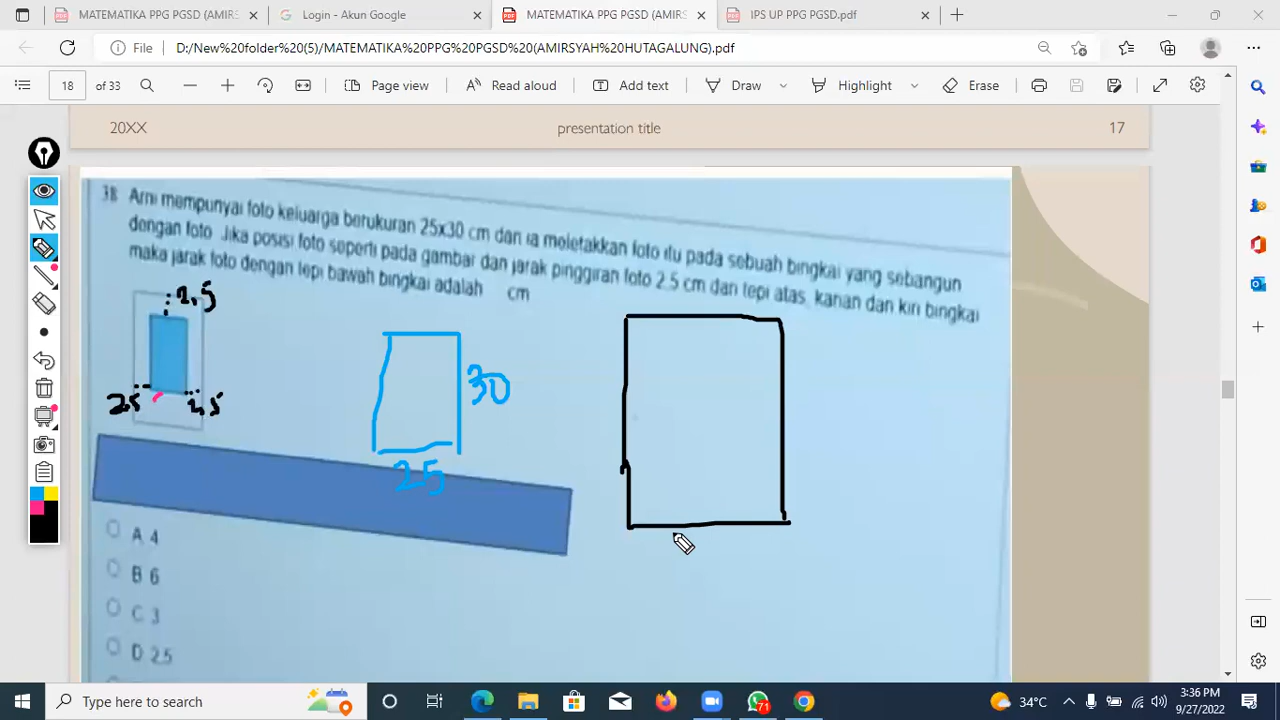 MATEMATIKA PPG PGSD (AMIRS
Login - Akun Google
MATEMATIKA PPG PGSD (AMIRS
IPS UP PPG PGSD.pdf
File
D:/New%20folder%20(5)/MATEMATIKA%20PPG%20PGSD%20(AMIRSYAH%20HUTAGALUNG).pdf
18 of 33
Page view
Read aloud
Add text
Draw
Highlight
Erase
20XX
presentation title
17
38 Arni mempunyai foto keluarga berukuran 25x30 cm dan ia meletakkan foto itu pada sebuah bingkai yang sebangun
dengan foto. Jika posisi foto seperti pada gambar dan jarak pinggiran foto 2.5 cm dari tepi atas, kanan dan kiri bingkai
maka jarak foto dengan tepi bawah bingkai adalah cm
2,5
25
2,5
30
25
A 4
B 6
C 3
D 2.5
Type here to search
71
34°C
3:36 PM
9/27/2022